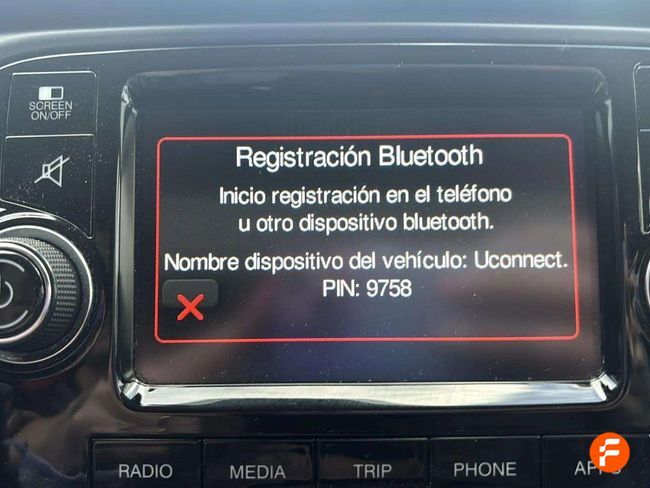 SCREEN
ON/OFF
Registración Bluetooth
Inicio registración en el teléfono
u otro dispositivo bluetooth.
Nombre dispositivo del vehículo: Uconnect.
PIN: 9758
RADIO
MEDIA
TRIP
PHONE